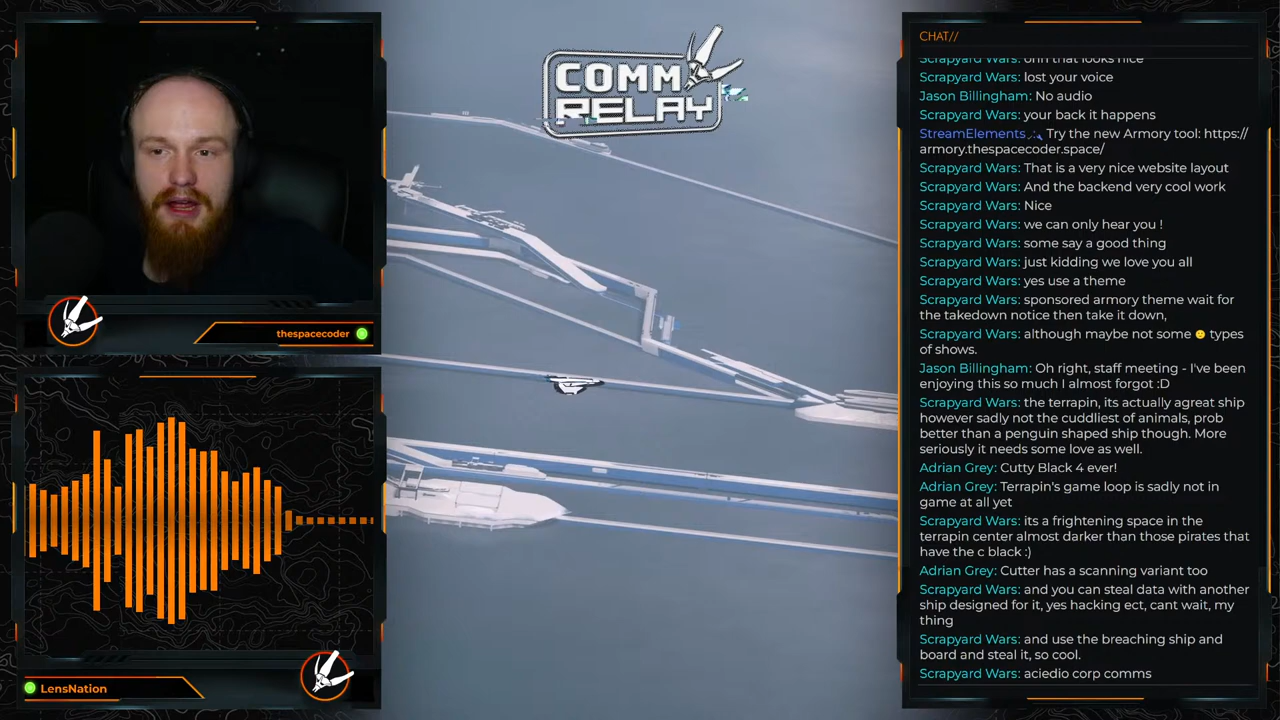 COMM
RELAY
thespacecoder
LensNation
CHAT//
Scrapyard Wars: ohh that looks nice
Scrapyard Wars: lost your voice
Jason Billingham: No audio
Scrapyard Wars: your back it happens
StreamElements: Try the new Armory tool: https://
armory.thespacecoder.space/
Scrapyard Wars: That is a very nice website layout
Scrapyard Wars: And the backend very cool work
Scrapyard Wars: Nice
Scrapyard Wars: we can only hear you !
Scrapyard Wars: some say a good thing
Scrapyard Wars: just kidding we love you all
Scrapyard Wars: yes use a theme
Scrapyard Wars: sponsored armory theme wait for
the takedown notice then take it down,
Scrapyard Wars: although maybe not some 🙁 types
of shows.
Jason Billingham: Oh right, staff meeting - I've been
enjoying this so much I almost forgot :D
Scrapyard Wars: the terrapin, its actually agreat ship
however sadly not the cuddliest of animals, prob
better than a penguin shaped ship though. More
seriously it needs some love as well.
Adrian Grey: Cutty Black 4 ever!
Adrian Grey: Terrapin's game loop is sadly not in
game at all yet
Scrapyard Wars: its a frightening space in the
terrapin center almost darker than those pirates that
have the c black :)
Adrian Grey: Cutter has a scanning variant too
Scrapyard Wars: and you can steal data with another
ship designed for it, yes hacking ect, cant wait, my
thing
Scrapyard Wars: and use the breaching ship and
board and steal it, so cool.
Scrapyard Wars: aciedio corp comms